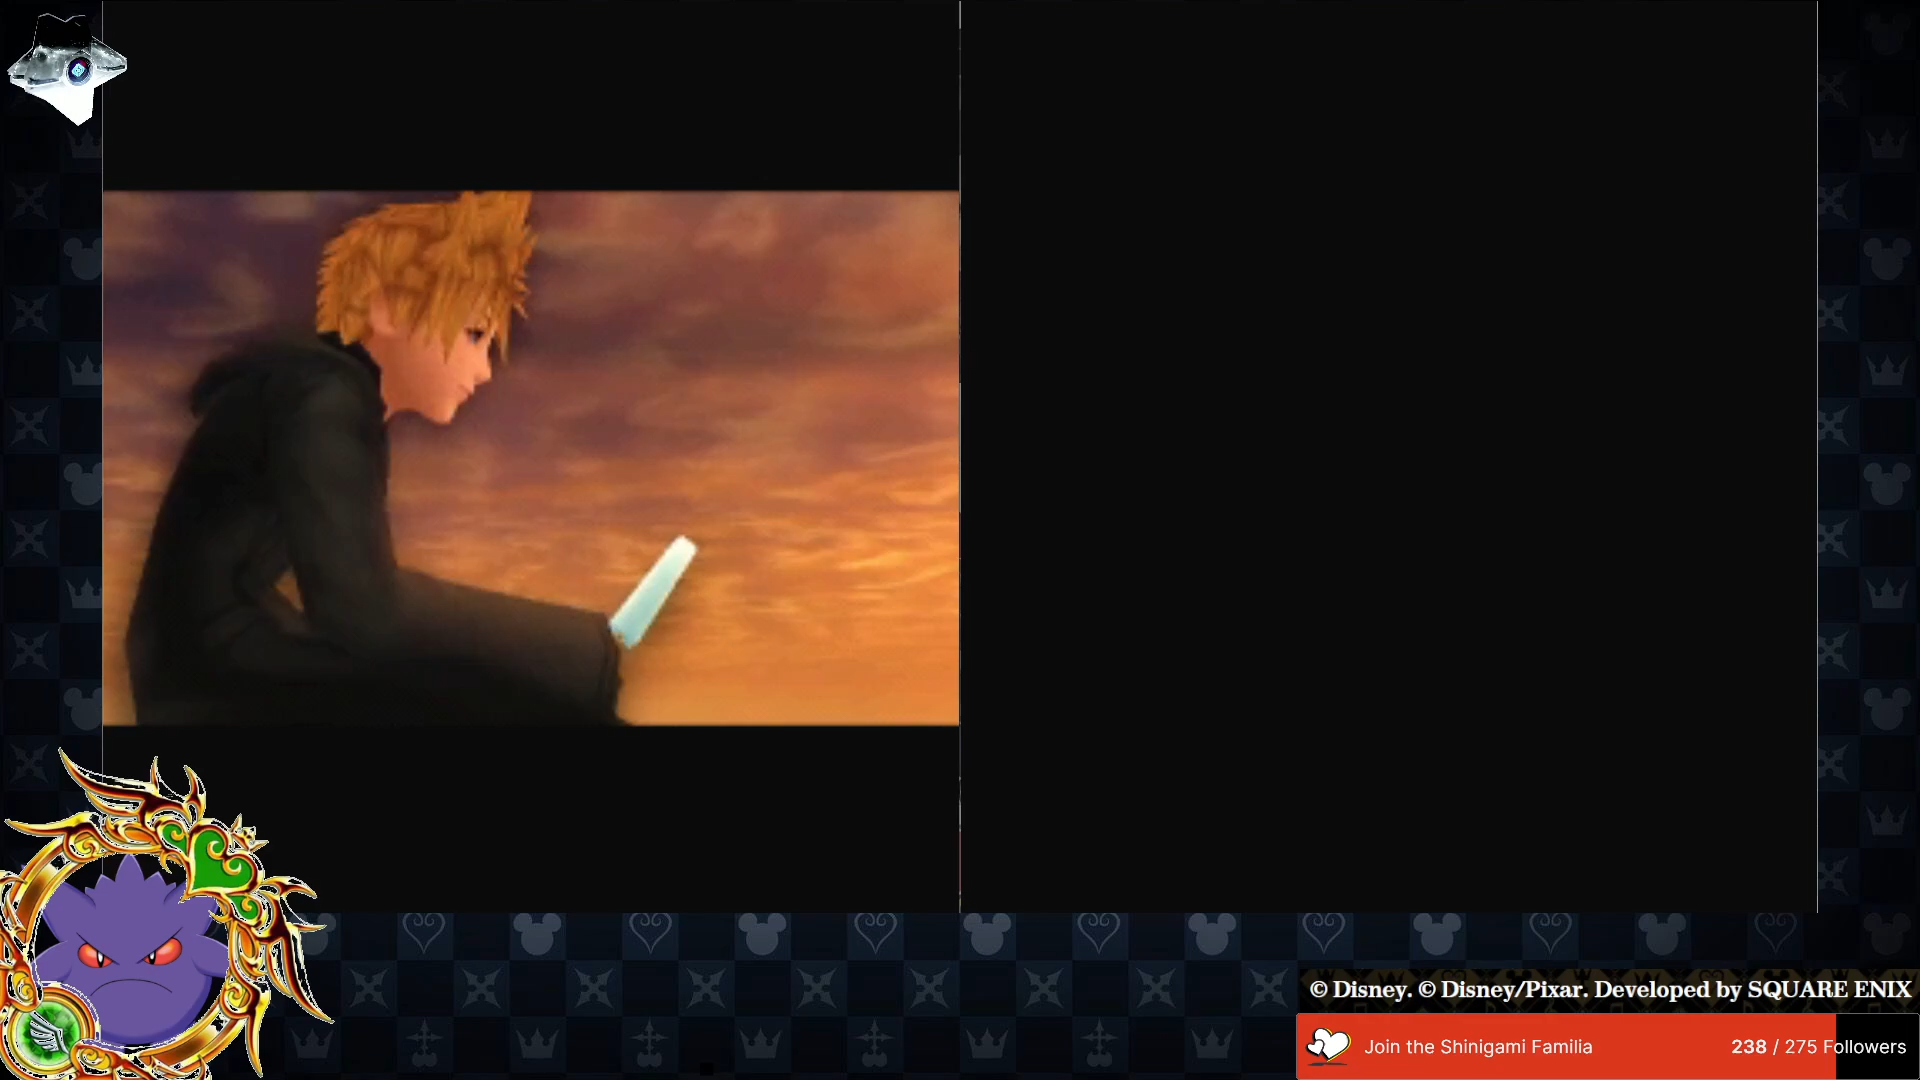 © Disney. © Disney/Pixar. Developed by SQUARE ENIX
Join the Shinigami Familia
238 / 275 Followers